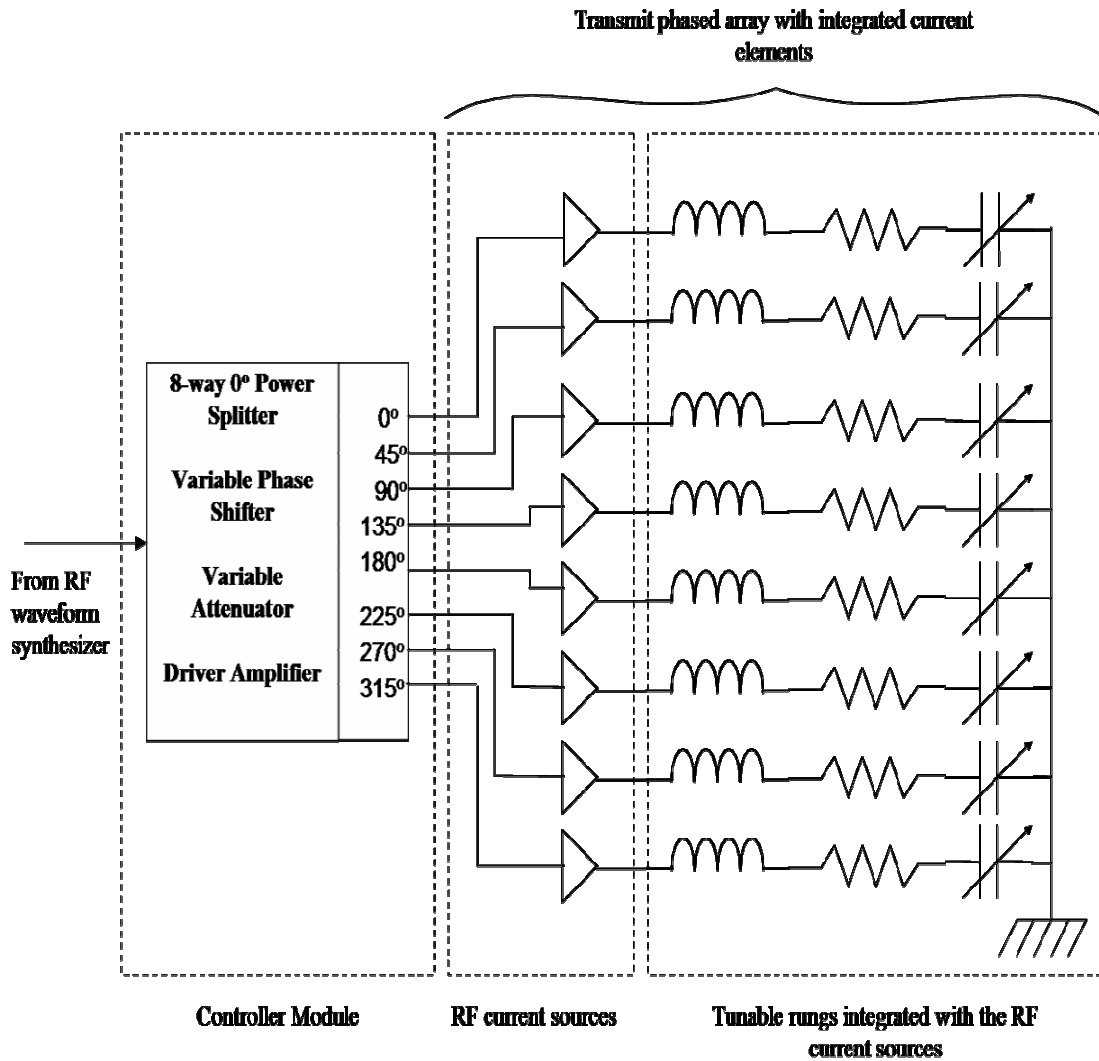 Transmit phased array with integrated current
elements
8-way 0º Power
Splitter
Variable Phase
Shifter
Variable
Attenuator
Driver Amplifier
0º
45º
90º
135º
180º
225º
270º
315º
From RF
waveform
synthesizer
Controller Module
RF current sources
Tunable rungs integrated with the RF
current sources